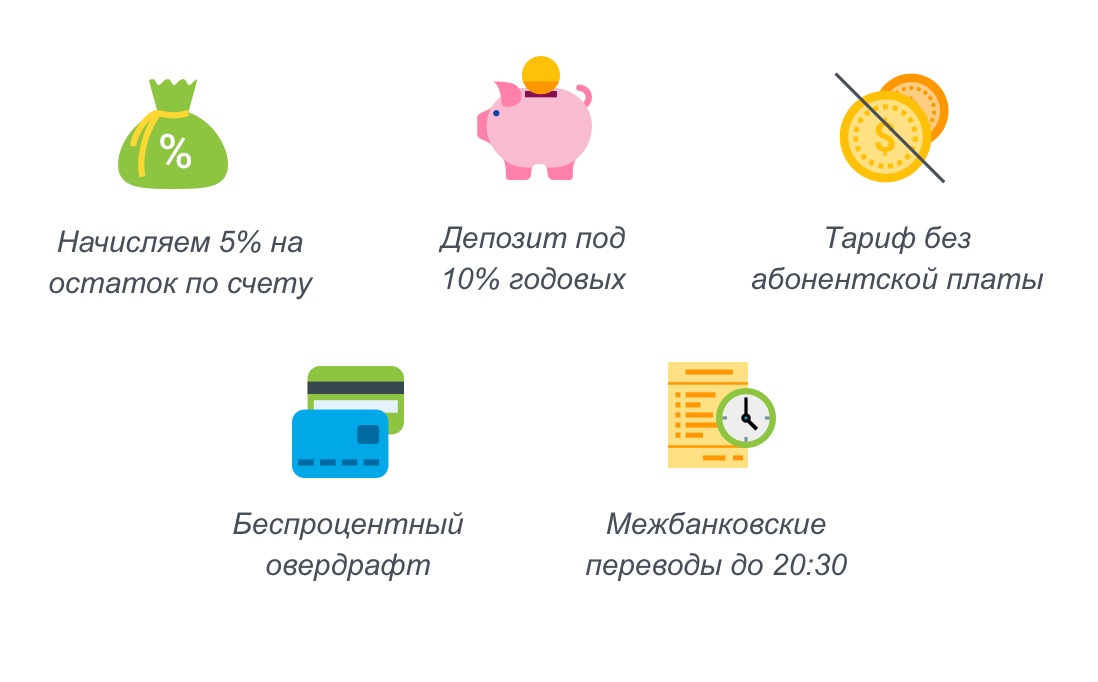 %
Начисляем 5% на
остаток по счету
Депозит под
10% годовых
$
Тариф без
абонентской платы
Беспроцентный
овердрафт
Межбанковские
переводы до 20:30